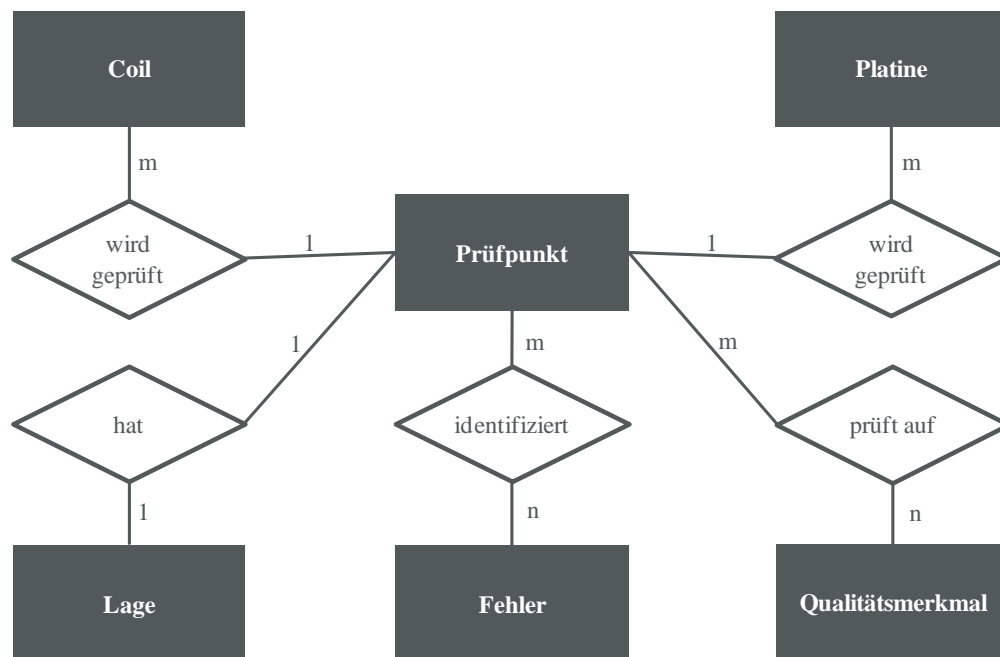 Coil
Platine
m
m
wird
geprüft
1
Prüfpunkt
1
wird
geprüft
1
m
m
hat
identifiziert
prüft auf
1
n
n
Lage
Fehler
Qualitätsmerkmal